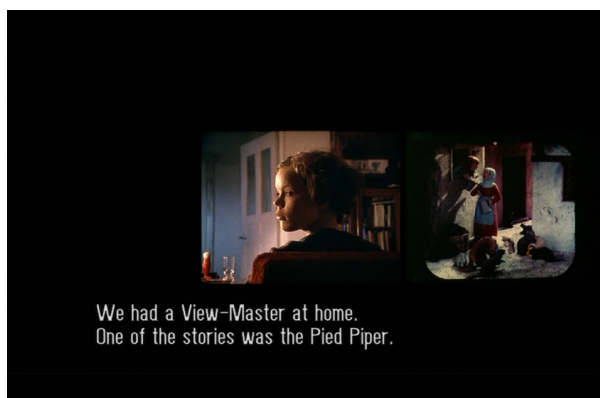 We had a View-Master at home.
One of the stories was the Pied Piper.